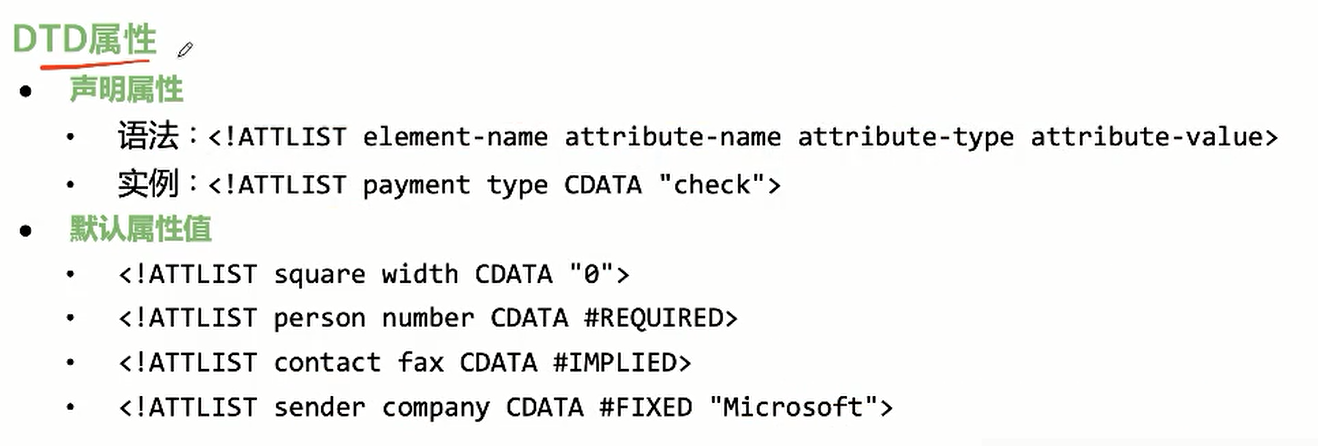 DTD属性
• 声明属性
• 语法：<!ATTLIST element-name attribute-name attribute-type attribute-value>
• 实例：<!ATTLIST payment type CDATA "check">
• 默认属性值
• <!ATTLIST square width CDATA "0">
• <!ATTLIST person number CDATA #REQUIRED>
• <!ATTLIST contact fax CDATA #IMPLIED>
• <!ATTLIST sender company CDATA #FIXED "Microsoft">